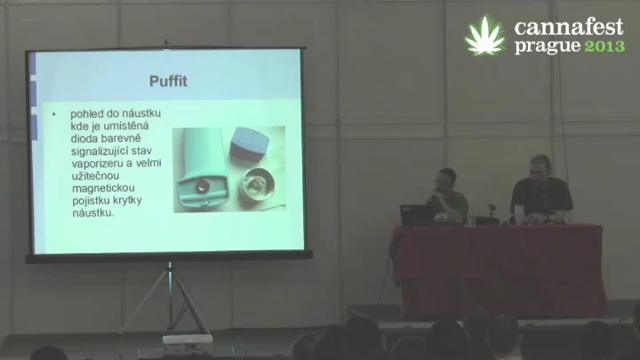 cannafest
prague 2013
Puffit
pohled do náustku
kde je umístěná
dioda barevně
signalizující stav
vaporizeru a velmi
užitečnou
magnetickou
pojistku krytky
náustku.